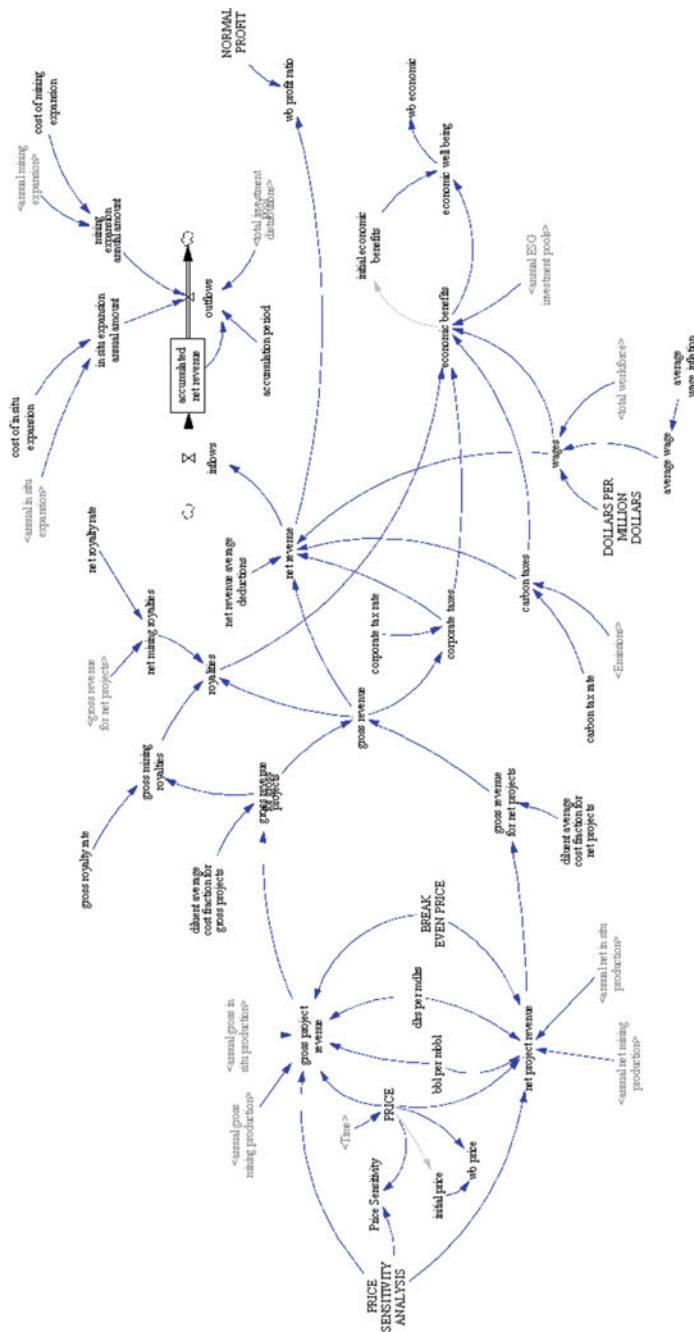 PRICE
SENSITIVITY
ANALYSIS
Price Sensitivity
initial price
wb price
<Time>
PRICE
<annual gross
mining production>
<annual gross in
situ production>
gross project
revenue
bbl per mbbl
dlrs per mdlrs
BREAK
EVEN PRICE
net project revenue
<annual net mining
production>
<annual net in situ
production>
gross royalty rate
diluent average
cost fraction for
gross projects
gross revenue
for gross
projects
gross mining
royalties
gross revenue
for net projects
diluent average
cost fraction for
net projects
<gross revenue
for net projects>
net royalty rate
net mining royalties
royalties
gross revenue
corporate tax rate
corporate taxes
carbon tax rate
<Emissions>
carbon taxes
net revenue average
deductions
net revenue
inflows
<annual in situ
expansion>
cost of in situ
expansion
in situ expansion
annual amount
accumulated
net revenue
outflows
accumulation period
<total investment
pool
distributions>
mining
expansion
annual amount
<annual mining
expansion>
cost of mining
expansion
DOLLARS PER
MILLION
DOLLARS
wages
<total workforce>
average wage
average
wage inflation
economic benefits
initial economic
benefits
<annual ESO
investment pools>
economic well being
wb economic
NORMAL
PROFIT
wb profit ratio